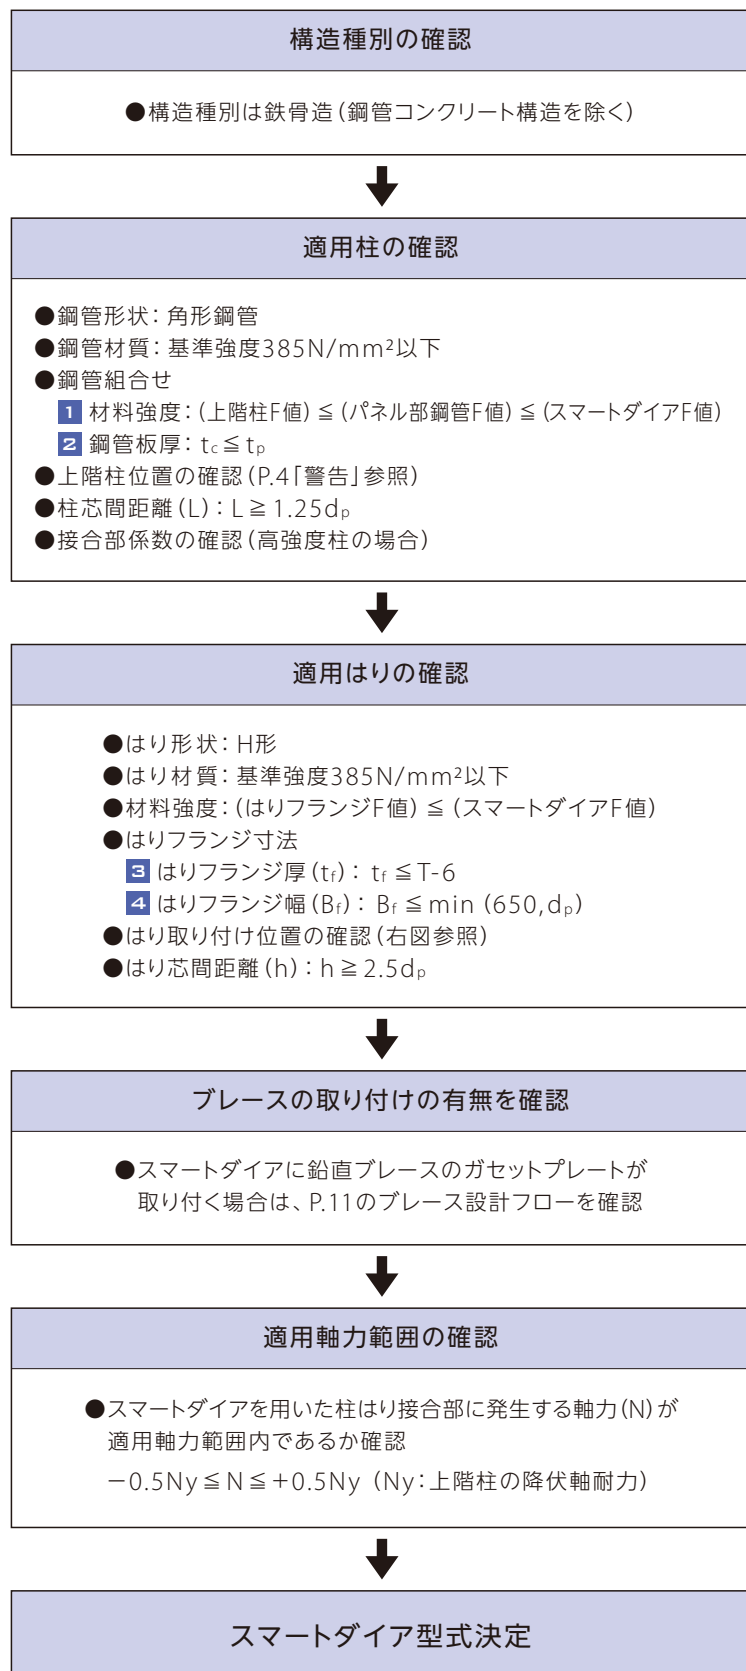 構造種別の確認
●構造種別は鉄骨造(鋼管コンクリート構造を除く)
適用柱の確認
●鋼管形状：角形鋼管
●鋼管材質：基準強度385N/mm²以下
●鋼管組合せ
1 材料強度：(上階柱F値)≦(パネル部鋼管F値)≦(スマートダイアF値)
2 鋼管板厚：tc≦tp
●上階柱位置の確認(P.4「警告」参照)
●柱芯間距離(L)：L≧1.25dp
●接合部係数の確認(高強度柱の場合)
適用はりの確認
●はり形状：H形
●はり材質：基準強度385N/mm²以下
●材料強度：(はりフランジF値)≦(スマートダイアF値)
●はりフランジ寸法
3 はりフランジ厚(tf)：tf≦T-6
4 はりフランジ幅(Bf)：Bf≦min (650,dp)
●はり取り付け位置の確認(右図参照)
●はり芯間距離(h)：h≧2.5dp
ブレースの取り付けの有無を確認
●スマートダイアに鉛直ブレースのガセットプレートが
取り付く場合は、P.11のブレース設計フローを確認
適用軸力範囲の確認
●スマートダイアを用いた柱はり接合部に発生する軸力(N)が
適用軸力範囲内であるか確認
－0.5Ny≦N≦＋0.5Ny (Ny：上階柱の降伏軸耐力)
スマートダイア型式決定